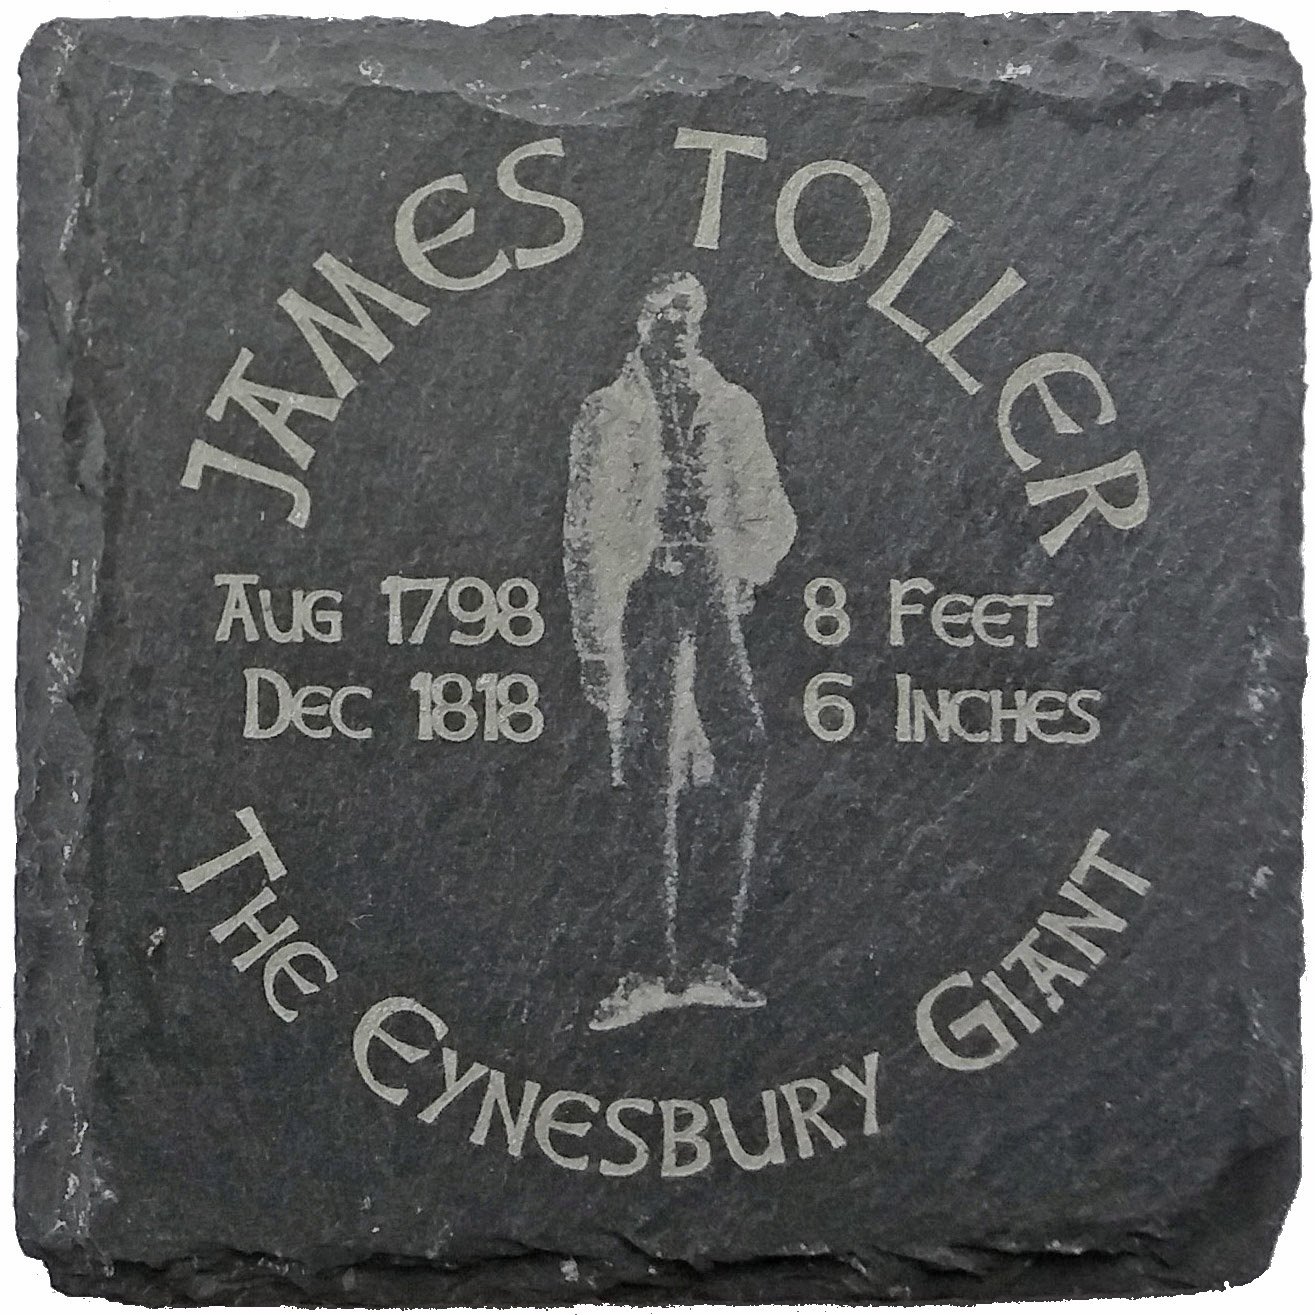 James Toller
Aug 1798
Dec 1818
8 Feet
6 Inches
The Eynesbury Giant